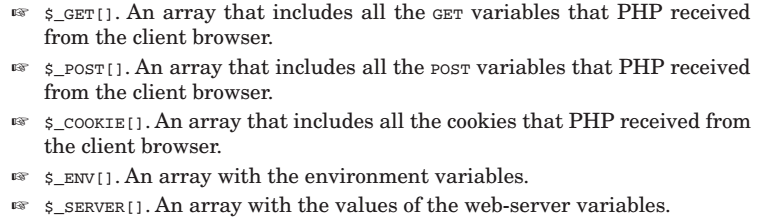 ☞ $_GET[]. An array that includes all the GET variables that PHP received
from the client browser.
☞ $_POST[]. An array that includes all the POST variables that PHP received
from the client browser.
☞ $_COOKIE[]. An array that includes all the cookies that PHP received from
the client browser.
☞ $_ENV[]. An array with the environment variables.
☞ $_SERVER[]. An array with the values of the web-server variables.